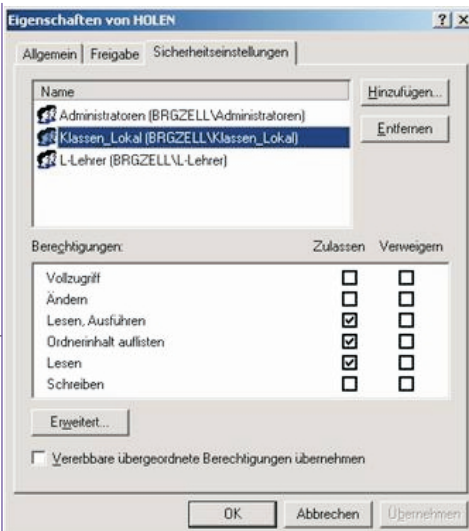 Eigenschaften von HOLEN
Allgemein Freigabe Sicherheitseinstellungen
Name
Hinzufügen...
Administratoren (BRGZELL\Administratoren)
Klassen_Lokal (BRGZELL\Klassen_Lokal)
Entfernen
L-Lehrer (BRGZELL\L-Lehrer)
Berechtigungen: Zulassen Verweigern
Vollzugriff
Ändern
Lesen, Ausführen
Ordnerinhalt auflisten
Lesen
Schreiben
Erweitert...
Vererbbare übergeordnete Berechtigungen übernehmen
OK Abbrechen Übernehmen